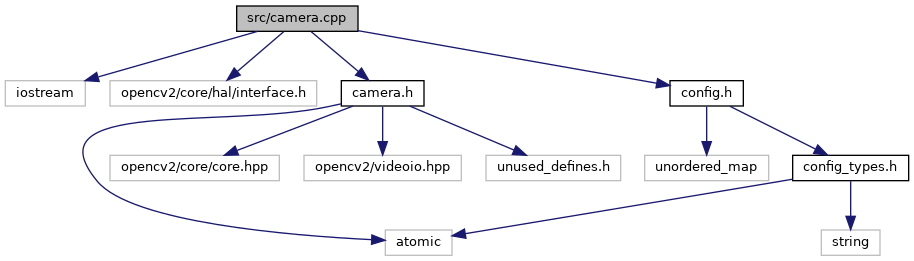 src/camera.cpp
iostream
opencv2/core/hal/interface.h
camera.h
config.h
opencv2/core/core.hpp
opencv2/videoio.hpp
unused_defines.h
unordered_map
config_types.h
atomic
string